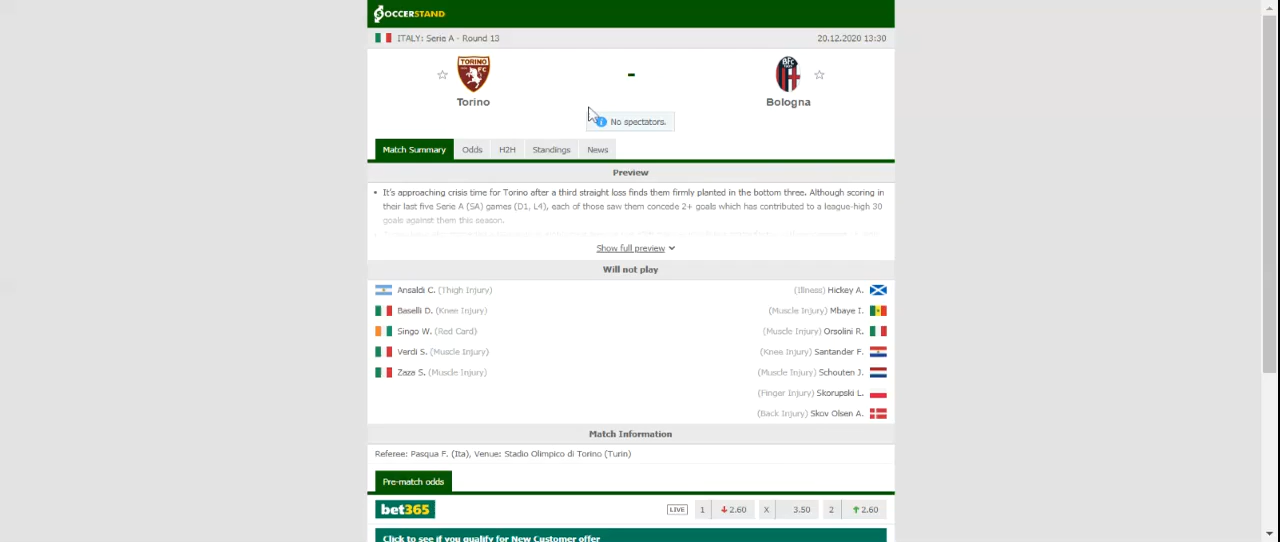 SOCCERSTAND
ITALY: Serie A - Round 13 20.12.2020 13:30
TORINO FC BFC
-
Torino Bologna
No spectators.
Match Summary Odds H2H Standings News
Preview
It's approaching crisis time for Torino after a third straight loss finds them firmly planted in the bottom three. Although scoring in
their last five Serie A (SA) games (D1, L4), each of those saw them concede 2+ goals which has contributed to a league-high 30
goals against them this season.
Show full preview
Will not play
Ansaldi C. (Thigh Injury) (Illness) Hickey A.
Baselli D. (Knee Injury) (Muscle Injury) Mbaye I.
Singo W. (Red Card) (Muscle Injury) Orsolini R.
Verdi S. (Muscle Injury) (Knee Injury) Santander F.
Zaza S. (Muscle Injury) (Muscle Injury) Schouten J.
(Finger Injury) Skorupski L.
(Back Injury) Skov Olsen A.
Match Information
Referee: Pasqua F. (Ita), Venue: Stadio Olimpico di Torino (Turin)
Pre-match odds
bet365 LIVE 1 2.60 X 3.50 2 2.60
Click to see if you qualify for New Customer offer